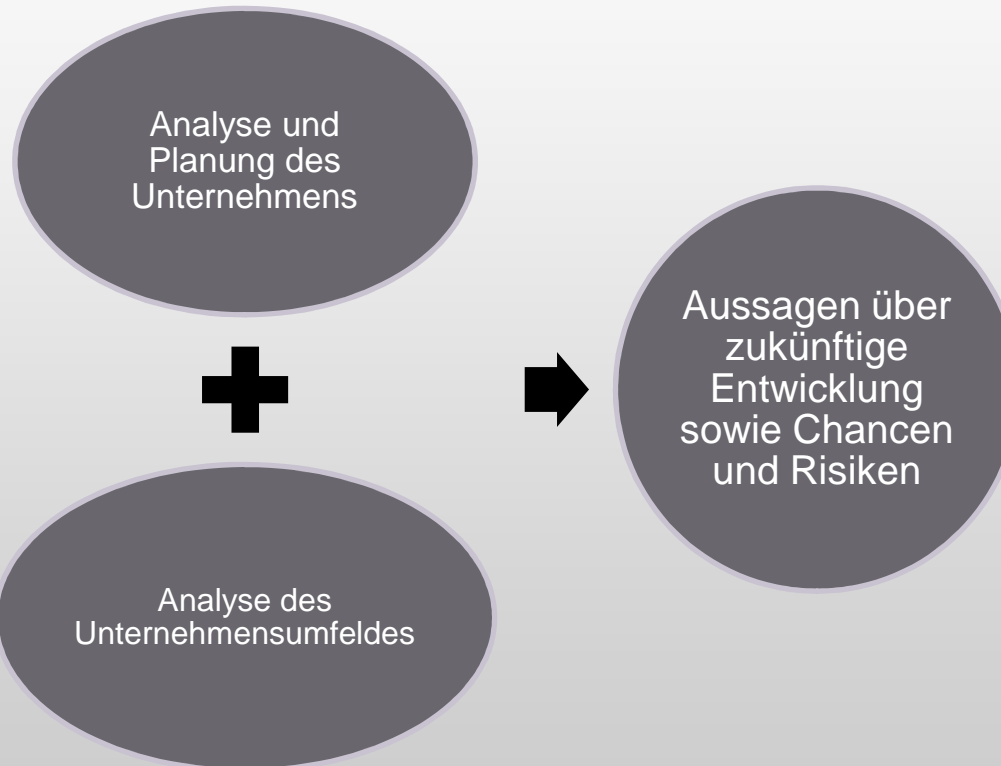 Analyse und
Planung des
Unternehmens
Analyse des
Unternehmensumfeldes
Aussagen über
zukünftige
Entwicklung
sowie Chancen
und Risiken